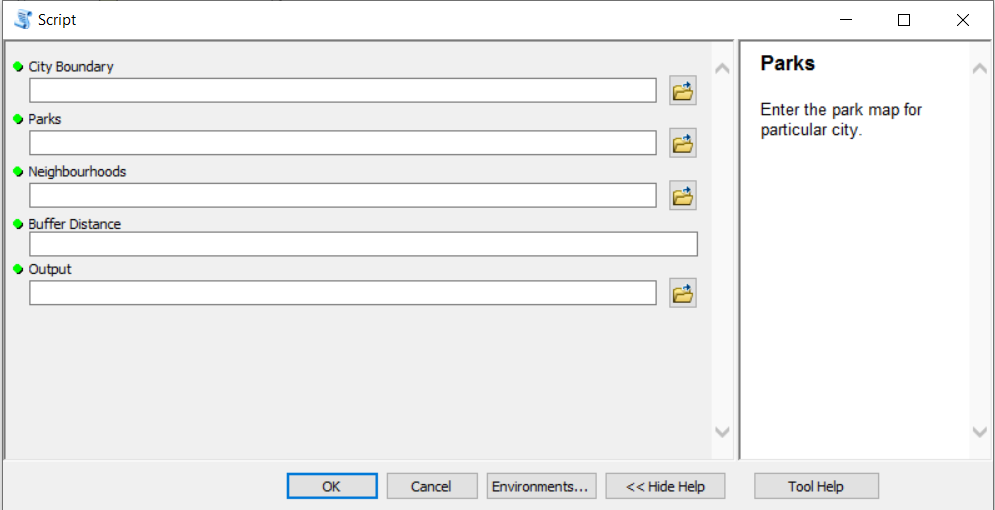 Script
City Boundary
Parks
Neighbourhoods
Buffer Distance
Output
Parks
Enter the park map for
particular city.
OK
Cancel
Environments...
<< Hide Help
Tool Help